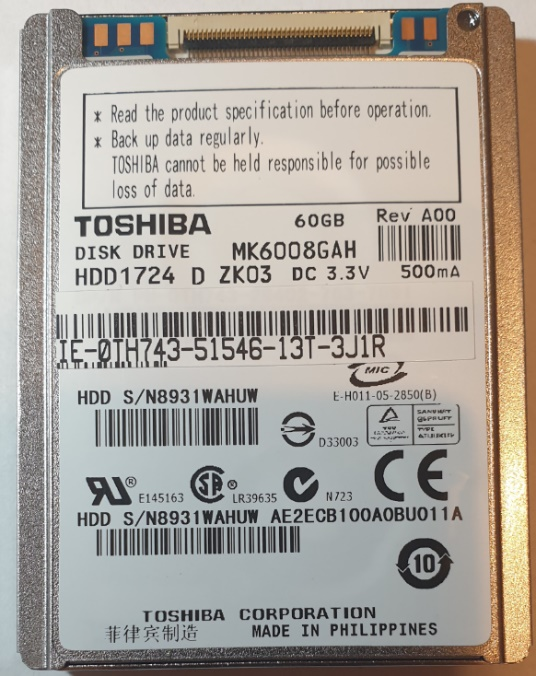 * Read the product specification before operation.
* Back up data regularly.
TOSHIBA cannot be held responsible for possible
loss of data.
TOSHIBA 60GB Rev A00
DISK DRIVE MK6008GAH
HDD1724 D ZK03 DC 3.3V 500mA
IE-0TH743-51546-13T-3J1R
MIC
HDD S/N8931WAHUW E-H011-05-2850(B)
D33003
E145163 LR39635 N723
HDD S/N8931WAHUW AE2ECB100A0BU011A
10
TOSHIBA CORPORATION
菲律宾制造 MADE IN PHILIPPINES